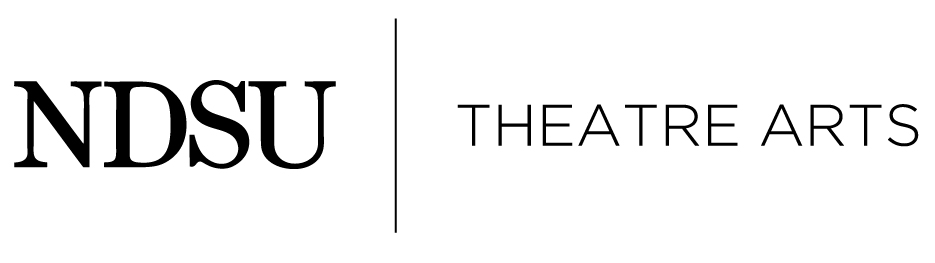 NDSU | THEATRE ARTS